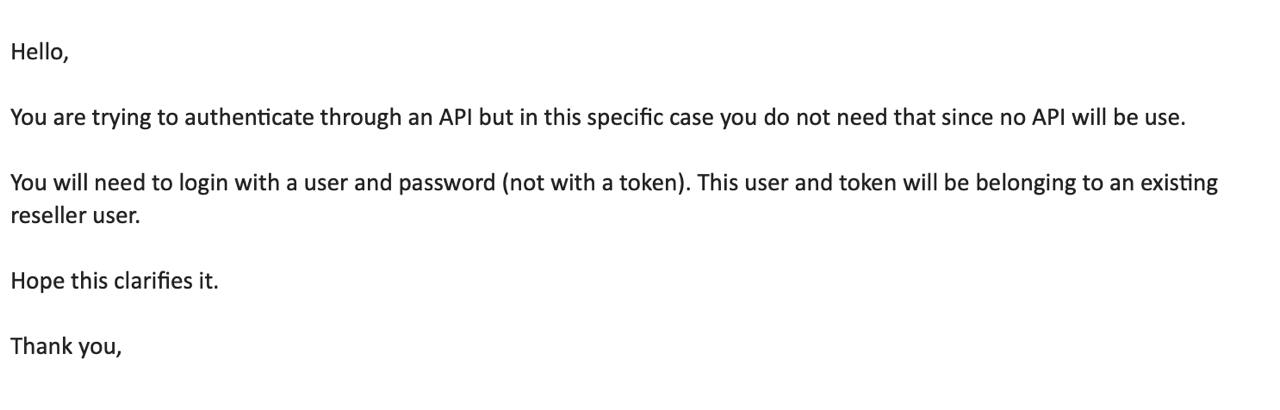 Hello,
You are trying to authenticate through an API but in this specific case you do not need that since no API will be use.
You will need to login with a user and password (not with a token). This user and token will be belonging to an existing
reseller user.
Hope this clarifies it.
Thank you,